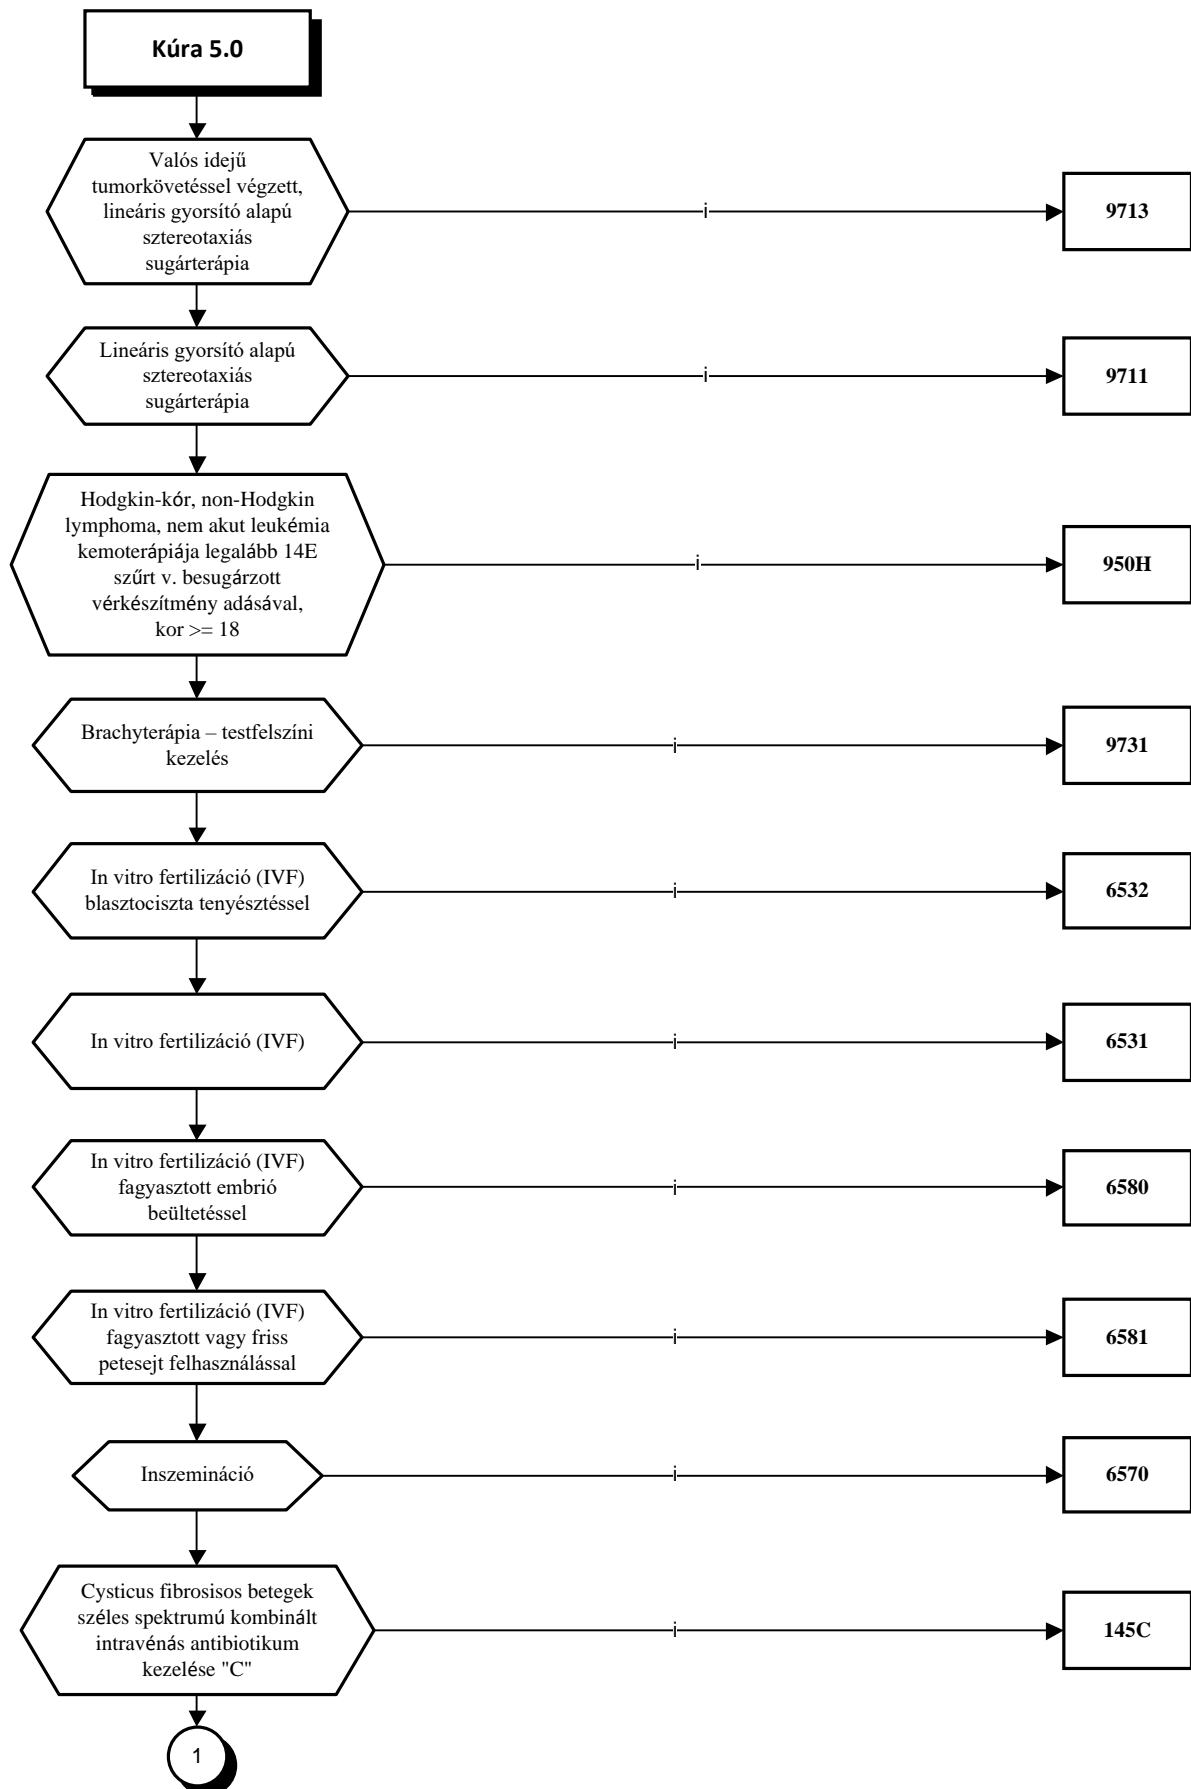 Kúra 5.0
Valós idejű
tumorkövetéssel végzett,
lineáris gyorsító alapú
sztereotaxiás
sugárterápia
i
9713
Lineáris gyorsító alapú
sztereotaxiás
sugárterápia
i
9711
Hodgkin-kór, non-Hodgkin
lymphoma, nem akut leukémia
kemoterápiája legalább 14E
szűrt v. besugárzott
vérkészítmény adásával,
kor >= 18
i
950H
Brachyterápia – testfelszíni
kezelés
i
9731
In vitro fertilizáció (IVF)
blasztociszta tenyésztéssel
i
6532
In vitro fertilizáció (IVF)
i
6531
In vitro fertilizáció (IVF)
fagyasztott embrió
beültetéssel
i
6580
In vitro fertilizáció (IVF)
fagyasztott vagy friss
petesejt felhasználással
i
6581
Inszemináció
i
6570
Cysticus fibrosisos betegek
széles spektrumú kombinált
intravénás antibiotikum
kezelése "C"
i
145C
1